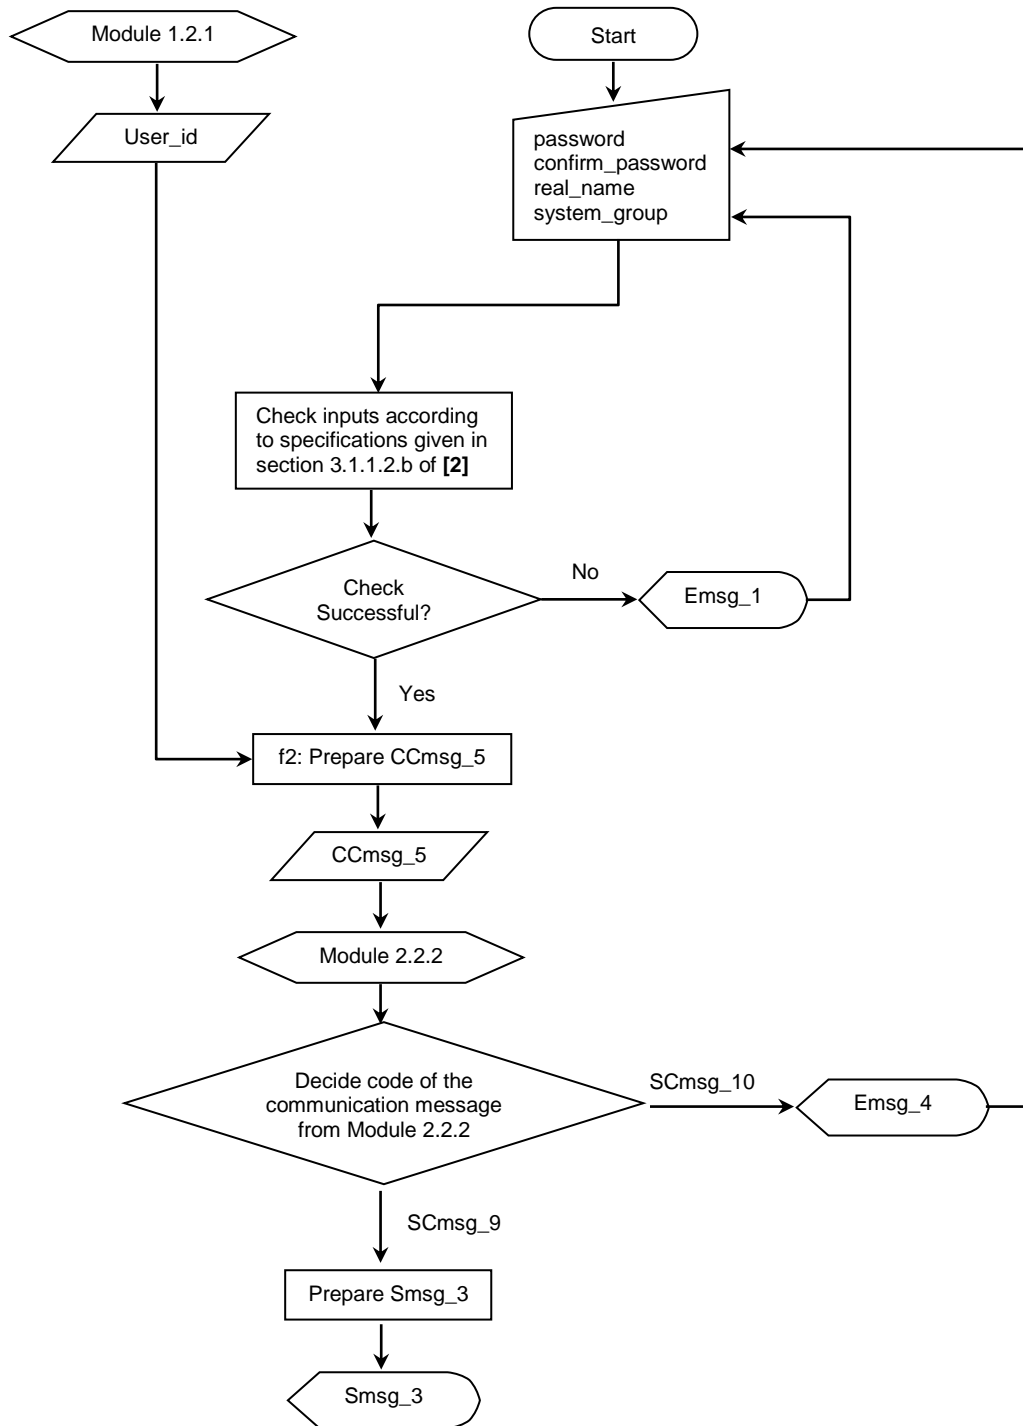 Module 1.2.1
Start
User_id
password
confirm_password
real_name
system_group
Check inputs according
to specifications given in
section 3.1.1.2.b of [2]
Check
Successful?
No
Emsg_1
Yes
f2: Prepare CCmsg_5
CCmsg_5
Module 2.2.2
Decide code of the
communication message
from Module 2.2.2
SCmsg_10
Emsg_4
SCmsg_9
Prepare Smsg_3
Smsg_3